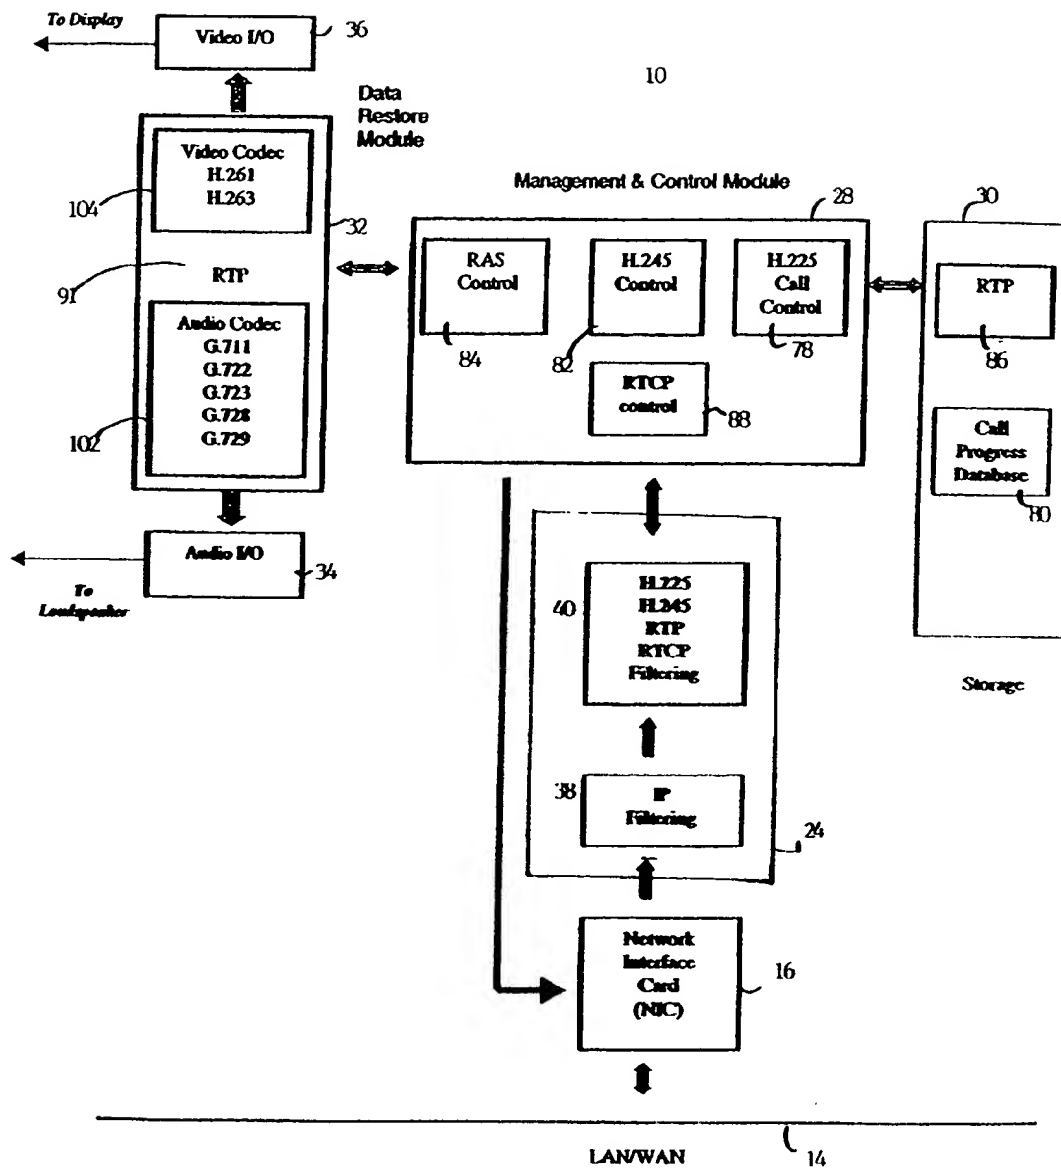 To Display
Video I/O
36
10
Data
Restore
Module
Video Codec
H.261
H.263
104
32
RTP
91
Audio Codec
G.711
G.722
G.723
G.728
G.729
102
Audio I/O
34
To
Loudspeaker
Management & Control Module
28
RAS
Control
84
H.245
Control
82
H.225
Call
Control
78
RTCP
control
88
30
RTP
86
Call
Progress
Database
80
Storage
40
H.225
H.245
RTP
RTCP
Filtering
38
IP
Filtering
24
Network
Interface
Card
(NIC)
16
LAN/WAN
14